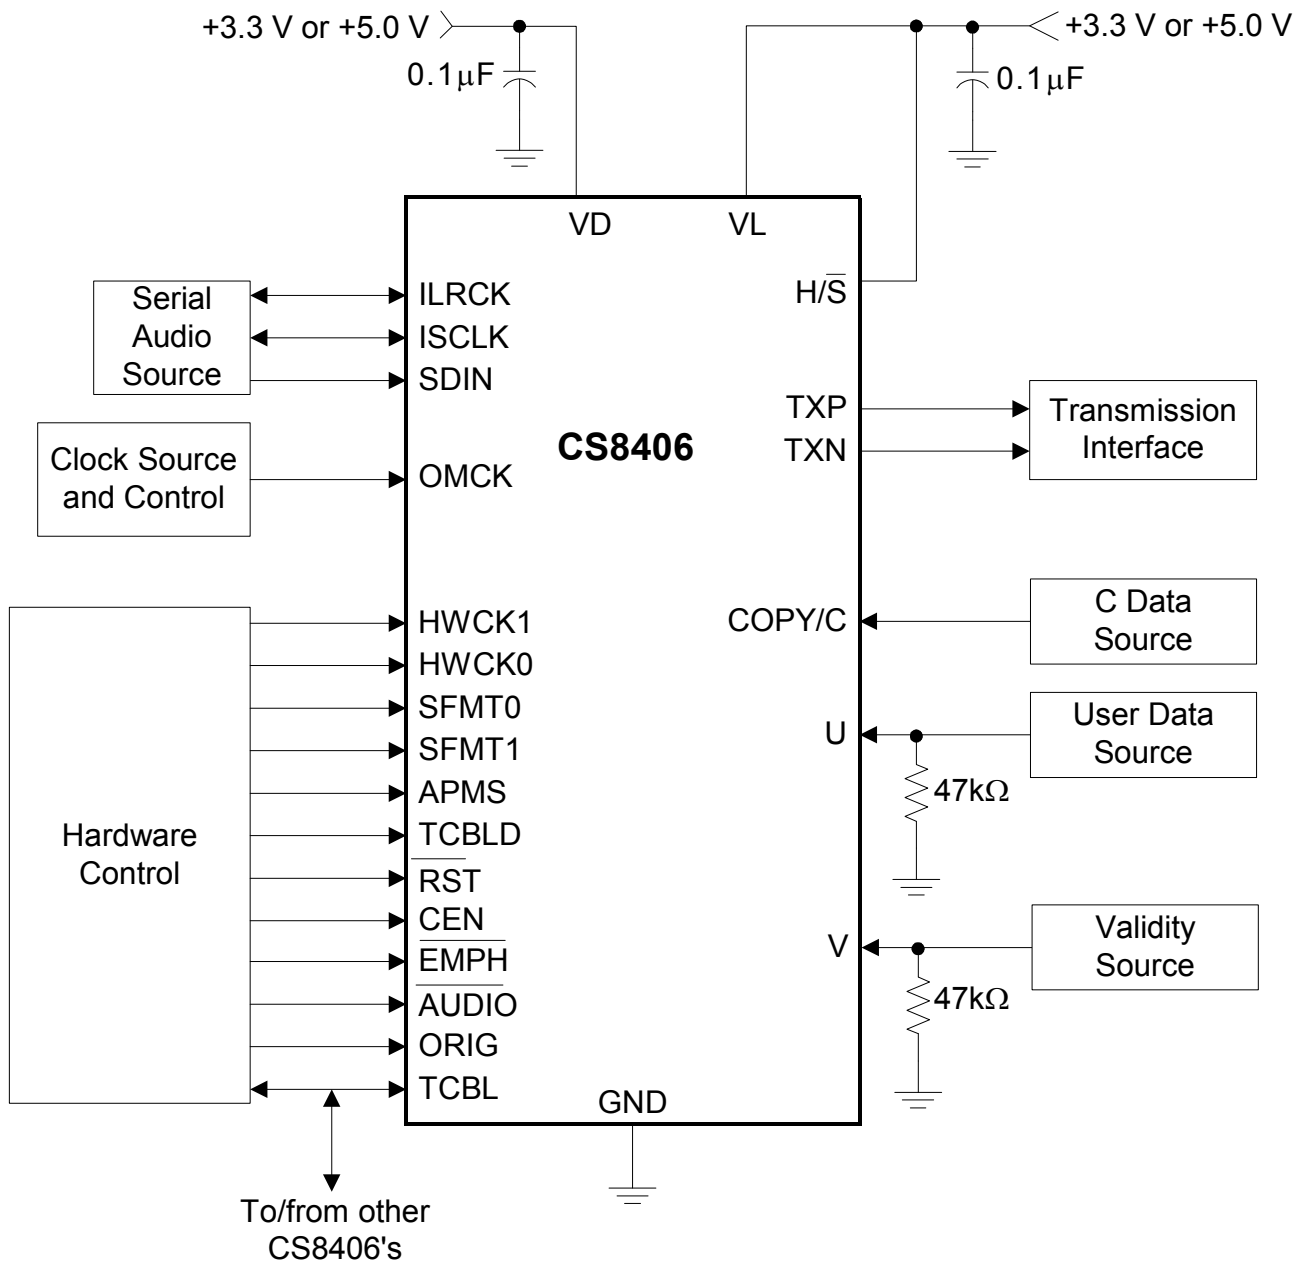 +3.3 V or +5.0 V
+3.3 V or +5.0 V
0.1µF
0.1µF
VD
VL
Serial
Audio
Source
ILRCK
ISCLK
SDIN
H/S̅
TXP
TXN
Transmission
Interface
CS8406
Clock Source
and Control
OMCK
C Data
Source
COPY/C
User Data
Source
U
47kΩ
Validity
Source
V
47kΩ
Hardware
Control
HWCK1
HWCK0
SFMT0
SFMT1
APMS
TCBLD
R̅S̅T̅
CEN
E̅M̅P̅H̅
A̅U̅D̅I̅O̅
ORIG
TCBL
GND
To/from other
CS8406's